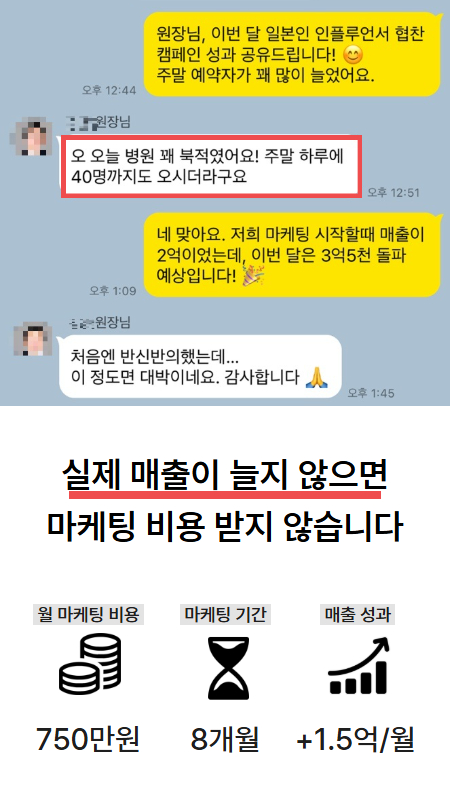 원장님, 이번 달 일본인 인플루언서 협찬
캠페인 성과 공유드립니다! 😊
주말 예약자가 꽤 많이 늘었어요.
오후 12:44
원장님
오 오늘 병원 꽤 북적였어요! 주말 하루에
40명까지도 오시더라구요
오후 12:51
네 맞아요. 저희 마케팅 시작할때 매출이
2억이었는데, 이번 달은 3억5천 돌파
예상입니다! 🎉
오후 1:09
원장님
처음엔 반신반의했는데...
이 정도면 대박이네요. 감사합니다 🙏
오후 1:45
실제 매출이 늘지 않으면
마케팅 비용 받지 않습니다
월 마케팅 비용
마케팅 기간
매출 성과
750만원
8개월
+1.5억/월